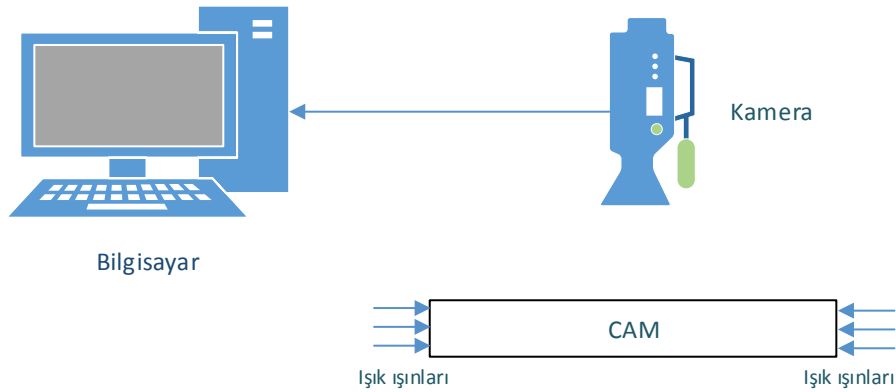 Kamera
Bilgisayar
CAM
Işık ışınları
Işık ışınları